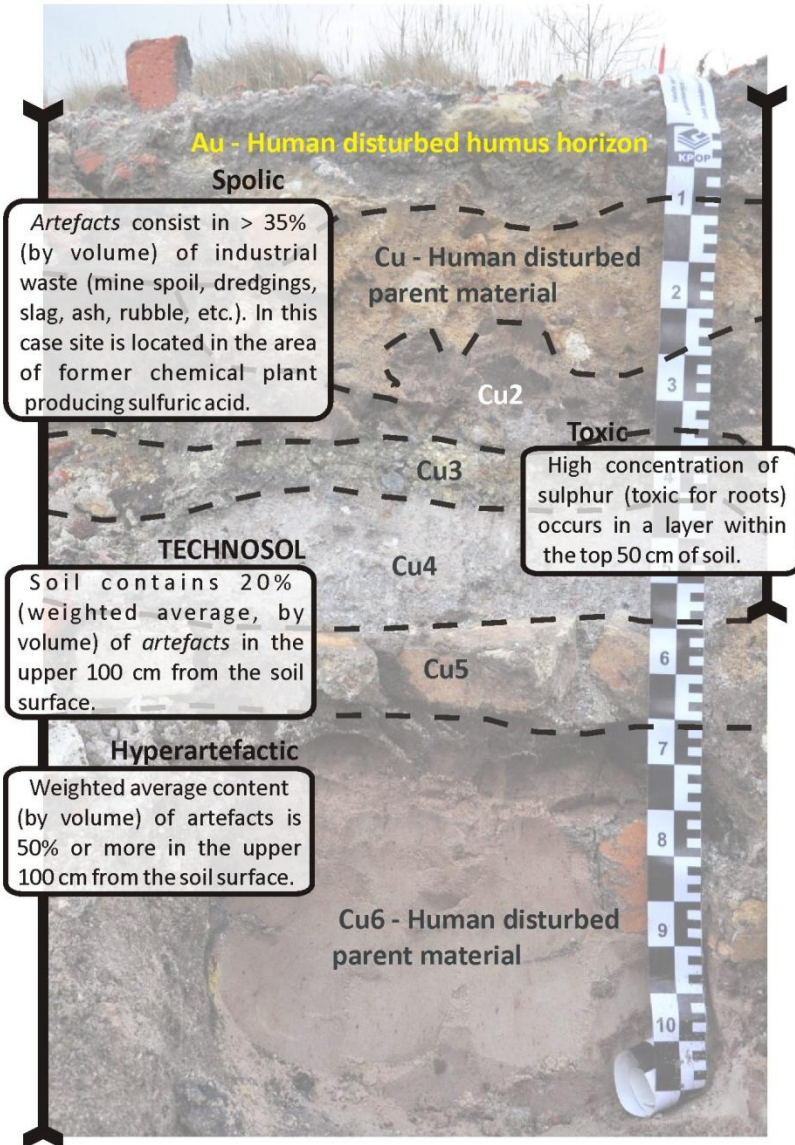 Au - Human disturbed humus horizon
KPOP
Spolic
1
Artefacts consist in > 35%
(by volume) of industrial
waste (mine spoil, dredgings,
slag, ash, rubble, etc.). In this
case site is located in the area
of former chemical plant
producing sulfuric acid.
Cu - Human disturbed
parent material
2
3
Cu2
Toxic
High concentration of
sulphur (toxic for roots)
occurs in a layer within
the top 50 cm of soil.
Cu3
TECHNOSOL
Cu4
Soil contains 20%
(weighted average, by
volume) of artefacts in the
upper 100 cm from the soil
surface.
6
Cu5
7
Hyperartefactic
Weighted average content
(by volume) of artefacts is
50% or more in the upper
100 cm from the soil surface.
8
Cu6 - Human disturbed
parent material
9
10